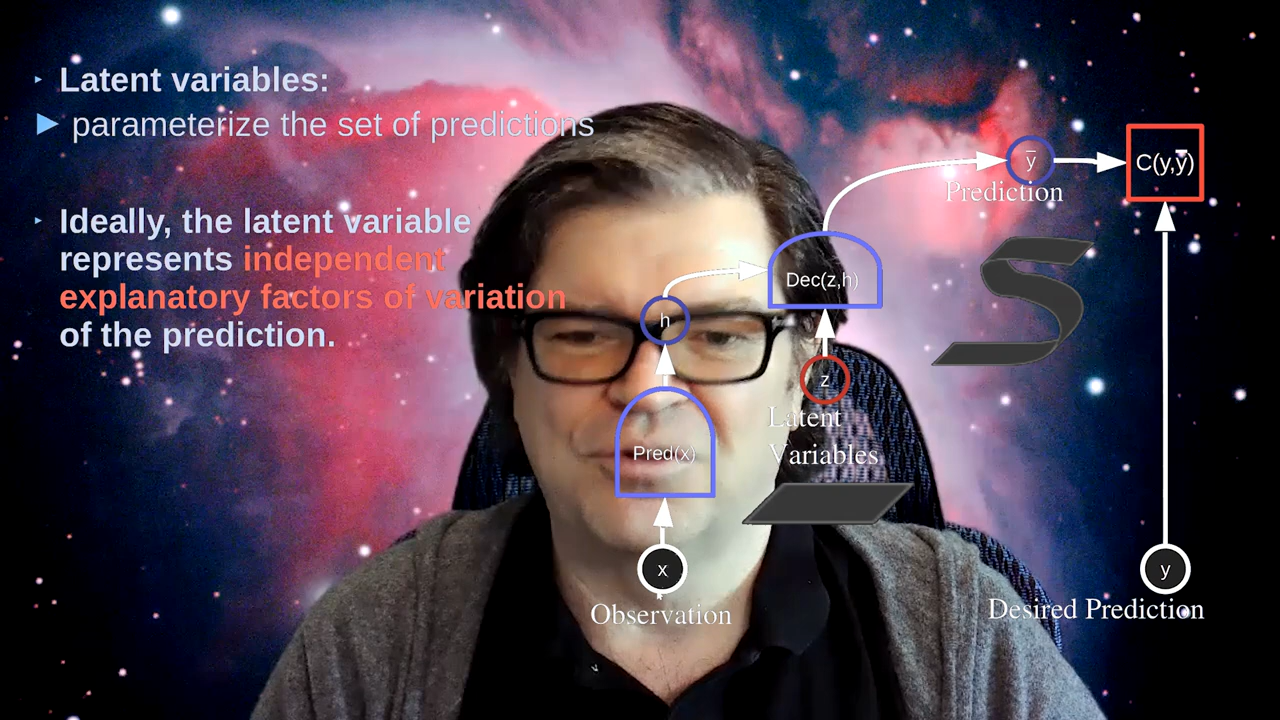 Latent variables:
parameterize the set of predictions
Ideally, the latent variable
represents independent
explanatory factors of variation
of the prediction.
ȳ
Prediction
C(y,ȳ)
Dec(z,h)
h
z
Latent
Variables
Pred(x)
x
Observation
y
Desired Prediction